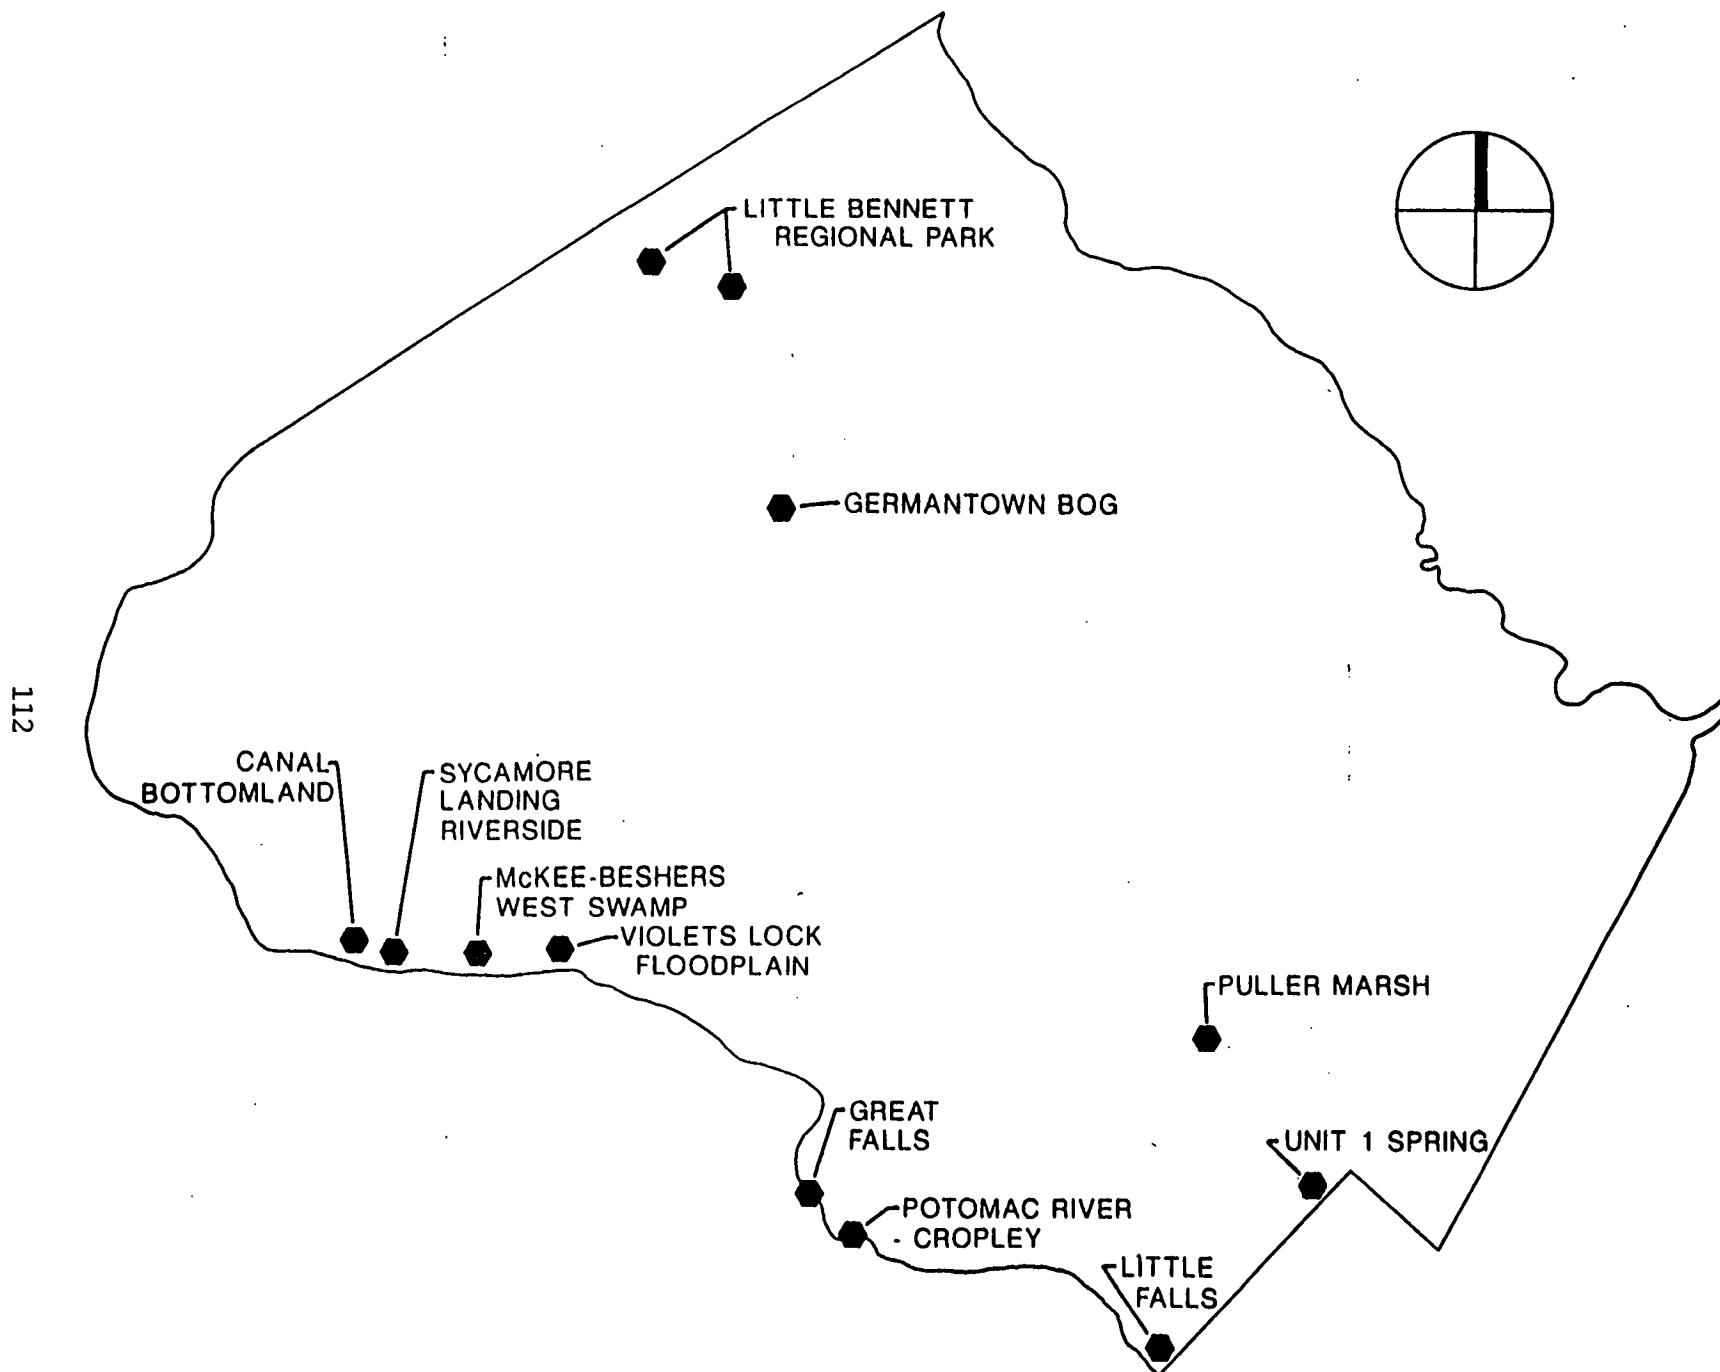 LITTLE BENNETT
REGIONAL PARK
GERMANTOWN BOG
112
CANAL
BOTTOMLAND
SYCAMORE
LANDING
RIVERSIDE
McKEE-BESHERS
WEST SWAMP
VIOLETS LOCK
FLOODPLAIN
PULLER MARSH
GREAT
FALLS
UNIT 1 SPRING
POTOMAC RIVER
- CROPLEY
LITTLE
FALLS